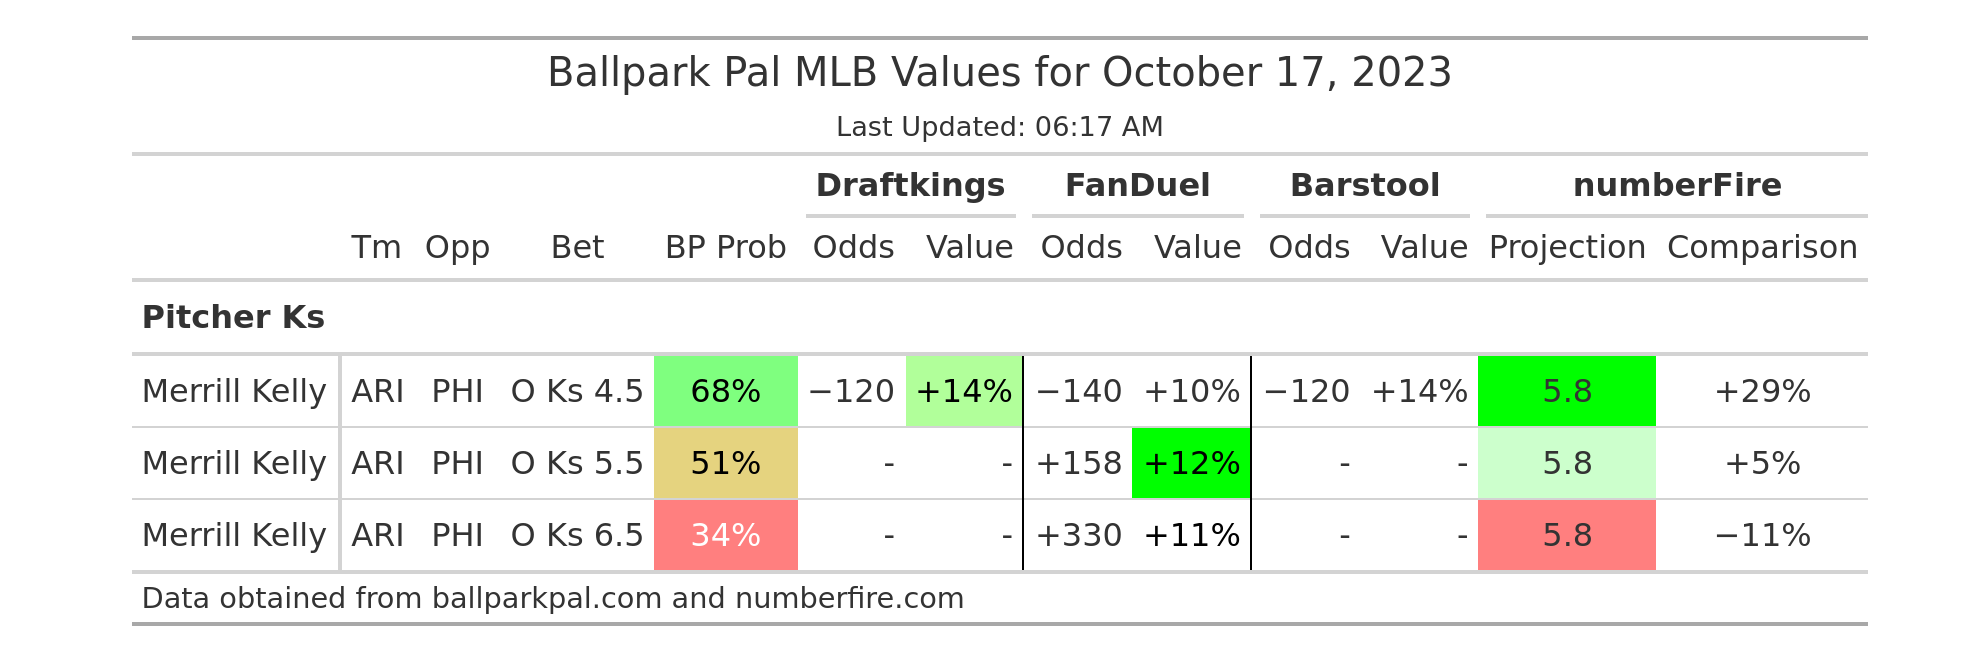 Ballpark Pal MLB Values for October 17, 2023
Last Updated: 06:17 AM
Draftkings FanDuel Barstool numberFire
Tm Opp Bet BP Prob Odds Value Odds Value Odds Value Projection Comparison
Pitcher Ks
Merrill Kelly ARI PHI O Ks 4.5 68% −120 +14% −140 +10% −120 +14% 5.8 +29%
Merrill Kelly ARI PHI O Ks 5.5 51% - - +158 +12% - - 5.8 +5%
Merrill Kelly ARI PHI O Ks 6.5 34% - - +330 +11% - - 5.8 −11%
Data obtained from ballparkpal.com and numberfire.com